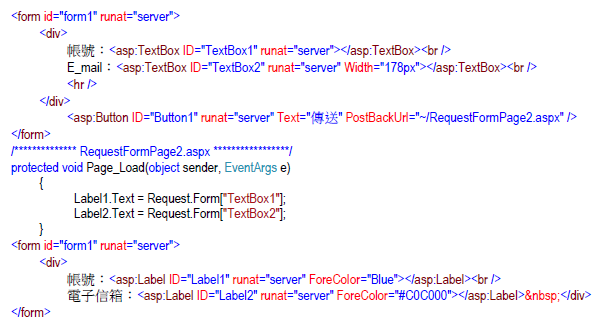 <form id="form1" runat="server">
<div>
帳號：<asp:TextBox ID="TextBox1" runat="server"></asp:TextBox><br />
E_mail：<asp:TextBox ID="TextBox2" runat="server" Width="178px"></asp:TextBox><br />
<hr />
</div>
<asp:Button ID="Button1" runat="server" Text="傳送" PostBackUrl="~/RequestFormPage2.aspx" />
</form>
/************** RequestFormPage2.aspx *****************/
protected void Page_Load(object sender, EventArgs e)
{
Label1.Text = Request.Form["TextBox1"];
Label2.Text = Request.Form["TextBox2"];
}
<form id="form1" runat="server">
<div>
帳號：<asp:Label ID="Label1" runat="server" ForeColor="Blue"></asp:Label><br />
電子信箱：<asp:Label ID="Label2" runat="server" ForeColor="#C0C000"></asp:Label>&nbsp;</div>
</form>